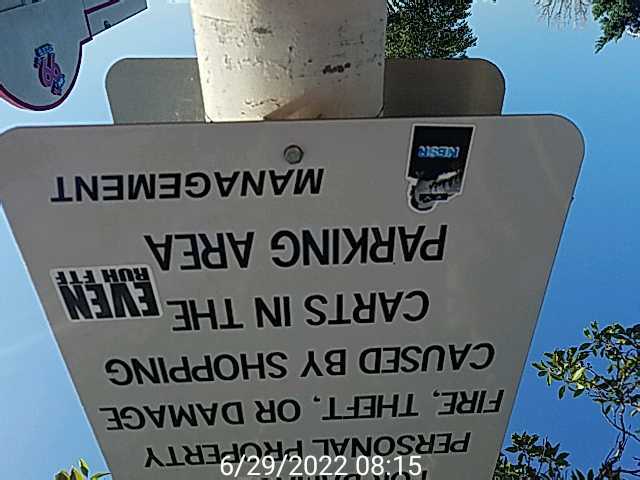 FOR
PERSONAL PROPERTY
FIRE, THEFT, OR DAMAGE
CAUSED BY SHOPPING
CARTS IN THE
PARKING AREA
MANAGEMENT
EVEN
6/29/2022 08:15